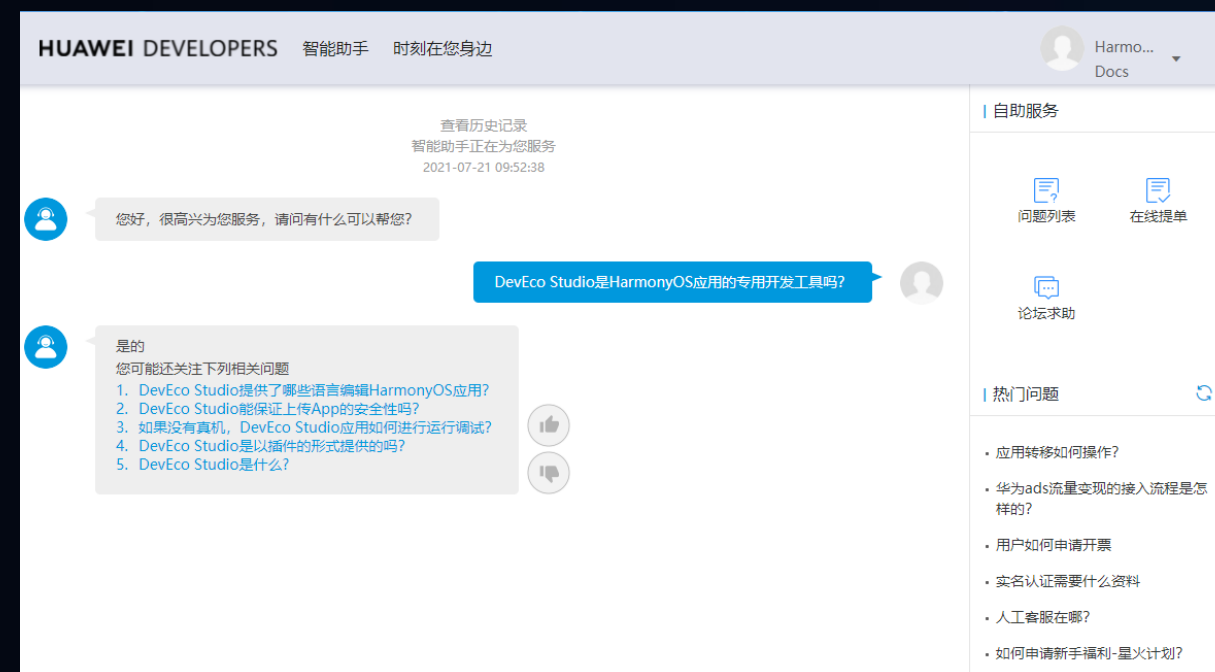 HUAWEI DEVELOPERS 智能助手 时刻在您身边
Harmo...
Docs
查看历史记录
智能助手正在为您服务
2021-07-21 09:52:38
您好，很高兴为您服务，请问有什么可以帮您?
DevEco Studio是HarmonyOS应用的专用开发工具吗?
是的
您可能还关注下列相关问题
1. DevEco Studio提供了哪些语言编辑HarmonyOS应用?
2. DevEco Studio能保证上传App的安全性吗?
3. 如果没有真机，DevEco Studio应用如何进行运行调试?
4. DevEco Studio是以插件的形式提供的吗?
5. DevEco Studio是什么?
自助服务
问题列表
在线提单
论坛求助
热门问题
应用转移如何操作?
华为ads流量变现的接入流程是怎
样的?
用户如何申请开票
实名认证需要什么资料
人工客服在哪?
如何申请新手福利-星火计划?